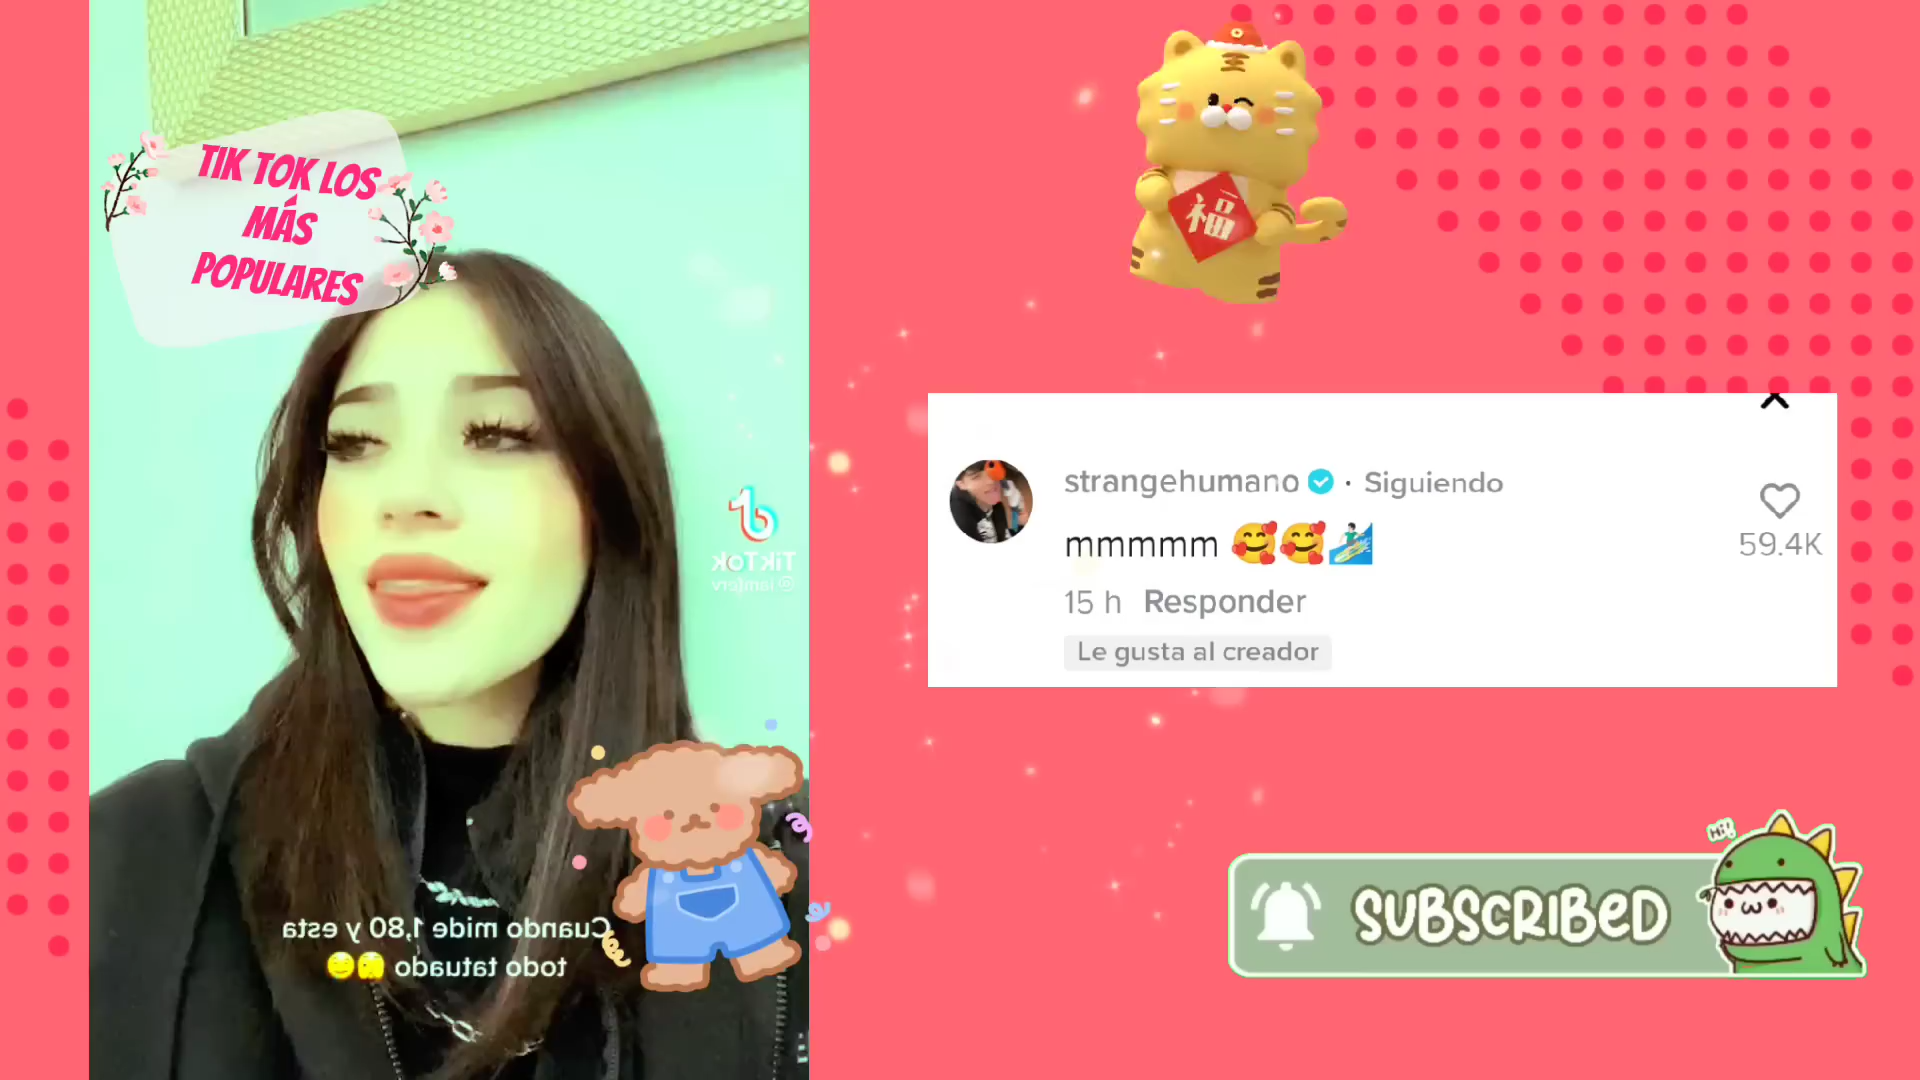 TIK TOK LOS
MÁS
POPULARES
TikTok
@iamferv
Cuando mide 1,80 y esta
todo tatuado 🫣😏
福
strangehumano · Siguiendo
mmmmm 🥰🥰🏄🏻‍♂️
59.4K
15 h Responder
Le gusta al creador
Hi!
SUBSCRIBED